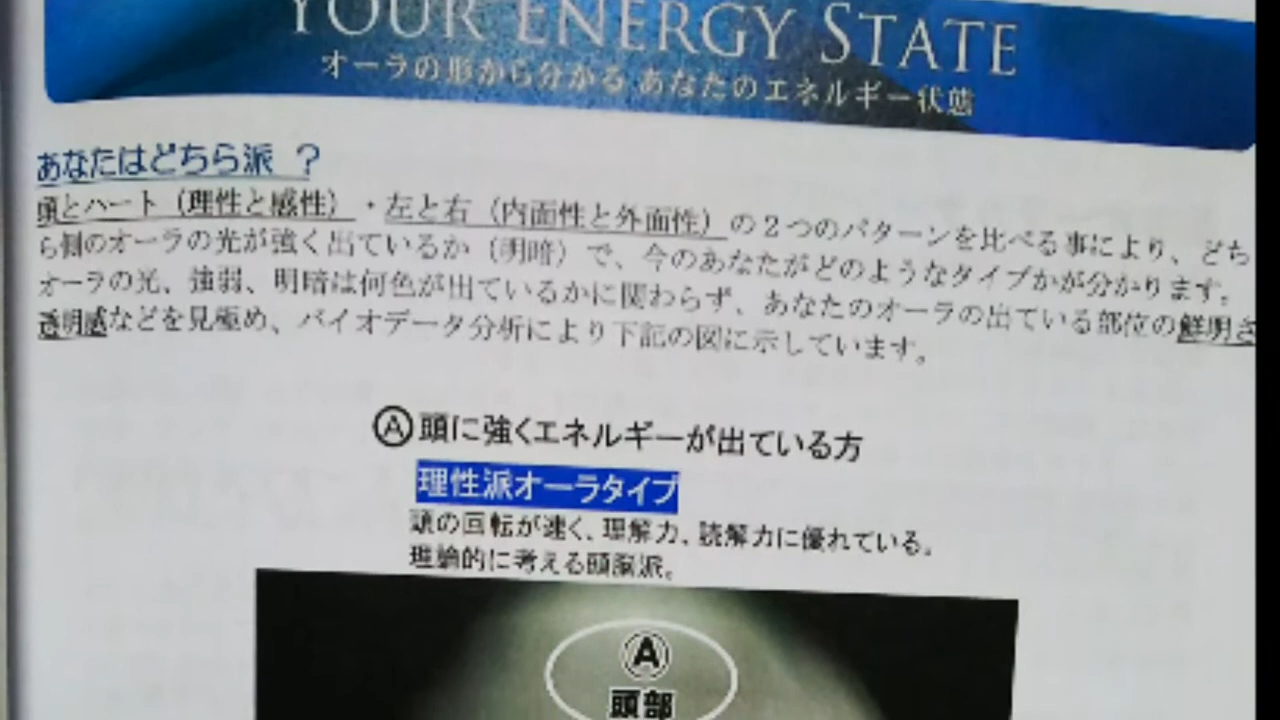 YOUR ENERGY STATE
オーラの形から分かる あなたのエネルギー状態
あなたはどちら派 ?
頭とハート（理性と感性）・左と右（内面性と外面性）の２つのパターンを比べる事により、どち
ら側のオーラの光が強く出ているか（明暗）で、今のあなたがどのようなタイプかが分かります。
オーラの光、強弱、明暗は何色が出ているかに関わらず、あなたのオーラの出ている部位の鮮明さ
透明感などを見極め、バイオデータ分析により下記の図に示しています。
Ⓐ頭に強くエネルギーが出ている方
理性派オーラタイプ
頭の回転が速く、理解力、読解力に優れている。
理論的に考える頭脳派。
Ⓐ
頭部